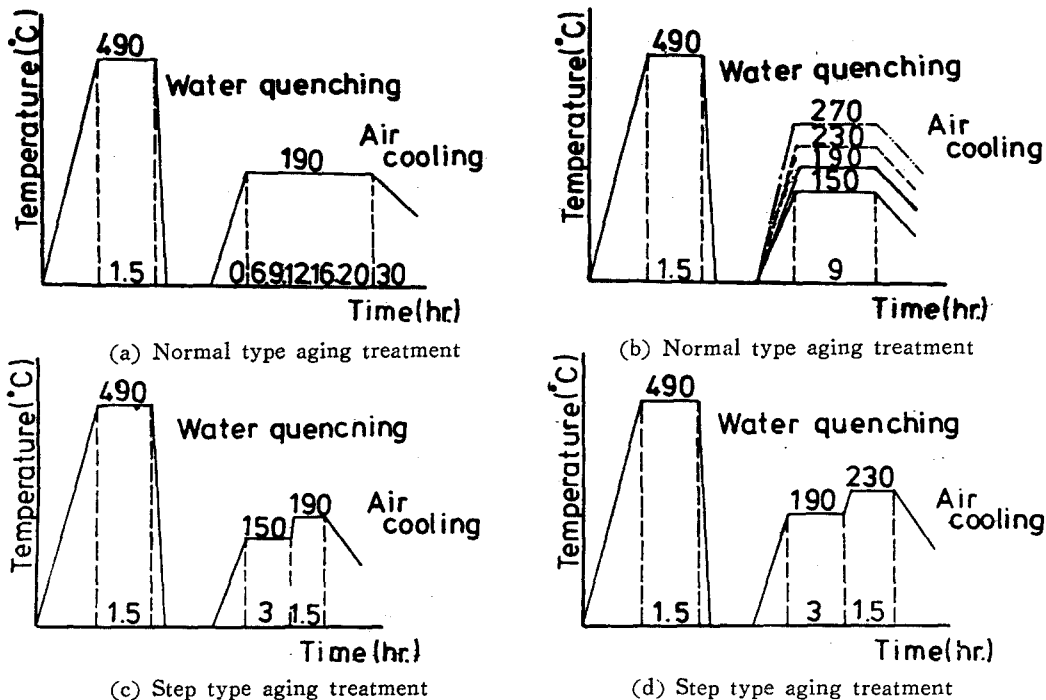 Temperature(°C)
490
Water quenching
190
Air
cooling
1.5
0.6.9.12.16.20.30
Time(hr.)
(a) Normal type aging treatment
Temperature(°C)
490
Water quenching
270
230
190
150
Air
cooling
1.5
9
Time(hr.)
(b) Normal type aging treatment
Temperature(°C)
490
Water quencning
150
190
Air
cooling
1.5
3
1.5
Time(hr.)
(c) Step type aging treatment
Temperature(°C)
490
Water quenching
190
230
Air
cooling
1.5
3
1.5
Time(hr.)
(d) Step type aging treatment